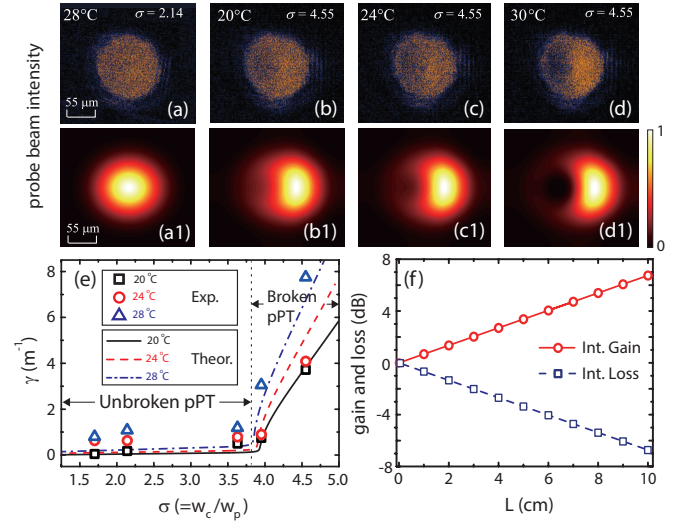 28°C σ = 2.14
20°C σ = 4.55
24°C σ = 4.55
30°C σ = 4.55
probe beam intensity
55 µm
(a)
(b)
(c)
(d)
55 µm
(a1)
(b1)
(c1)
(d1)
1
0
(e)
20 °C
24 °C
28 °C
Exp.
20 °C
24 °C
28 °C
Theor.
Broken
pPT
Unbroken pPT
γ (m⁻¹)
8
6
4
2
0
1.5 2.0 2.5 3.0 3.5 4.0 4.5 5.0
σ (=w_c/w_p)
(f)
Int. Gain
Int. Loss
gain and loss (dB)
8
4
0
-4
-8
0 2 4 6 8 10
L (cm)